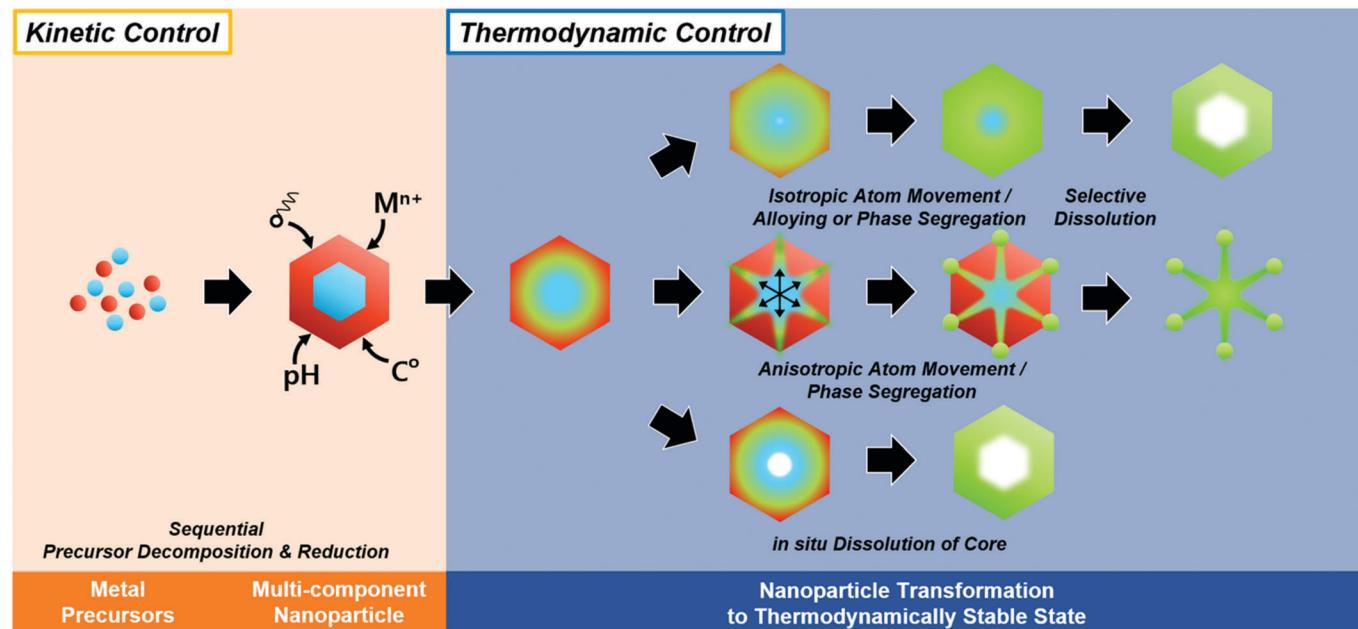 Kinetic Control
Thermodynamic Control
Mⁿ⁺
pH
Cº
Isotropic Atom Movement /
Alloying or Phase Segregation
Selective
Dissolution
Anisotropic Atom Movement /
Phase Segregation
in situ Dissolution of Core
Sequential
Precursor Decomposition & Reduction
Metal
Precursors
Multi-component
Nanoparticle
Nanoparticle Transformation
to Thermodynamically Stable State